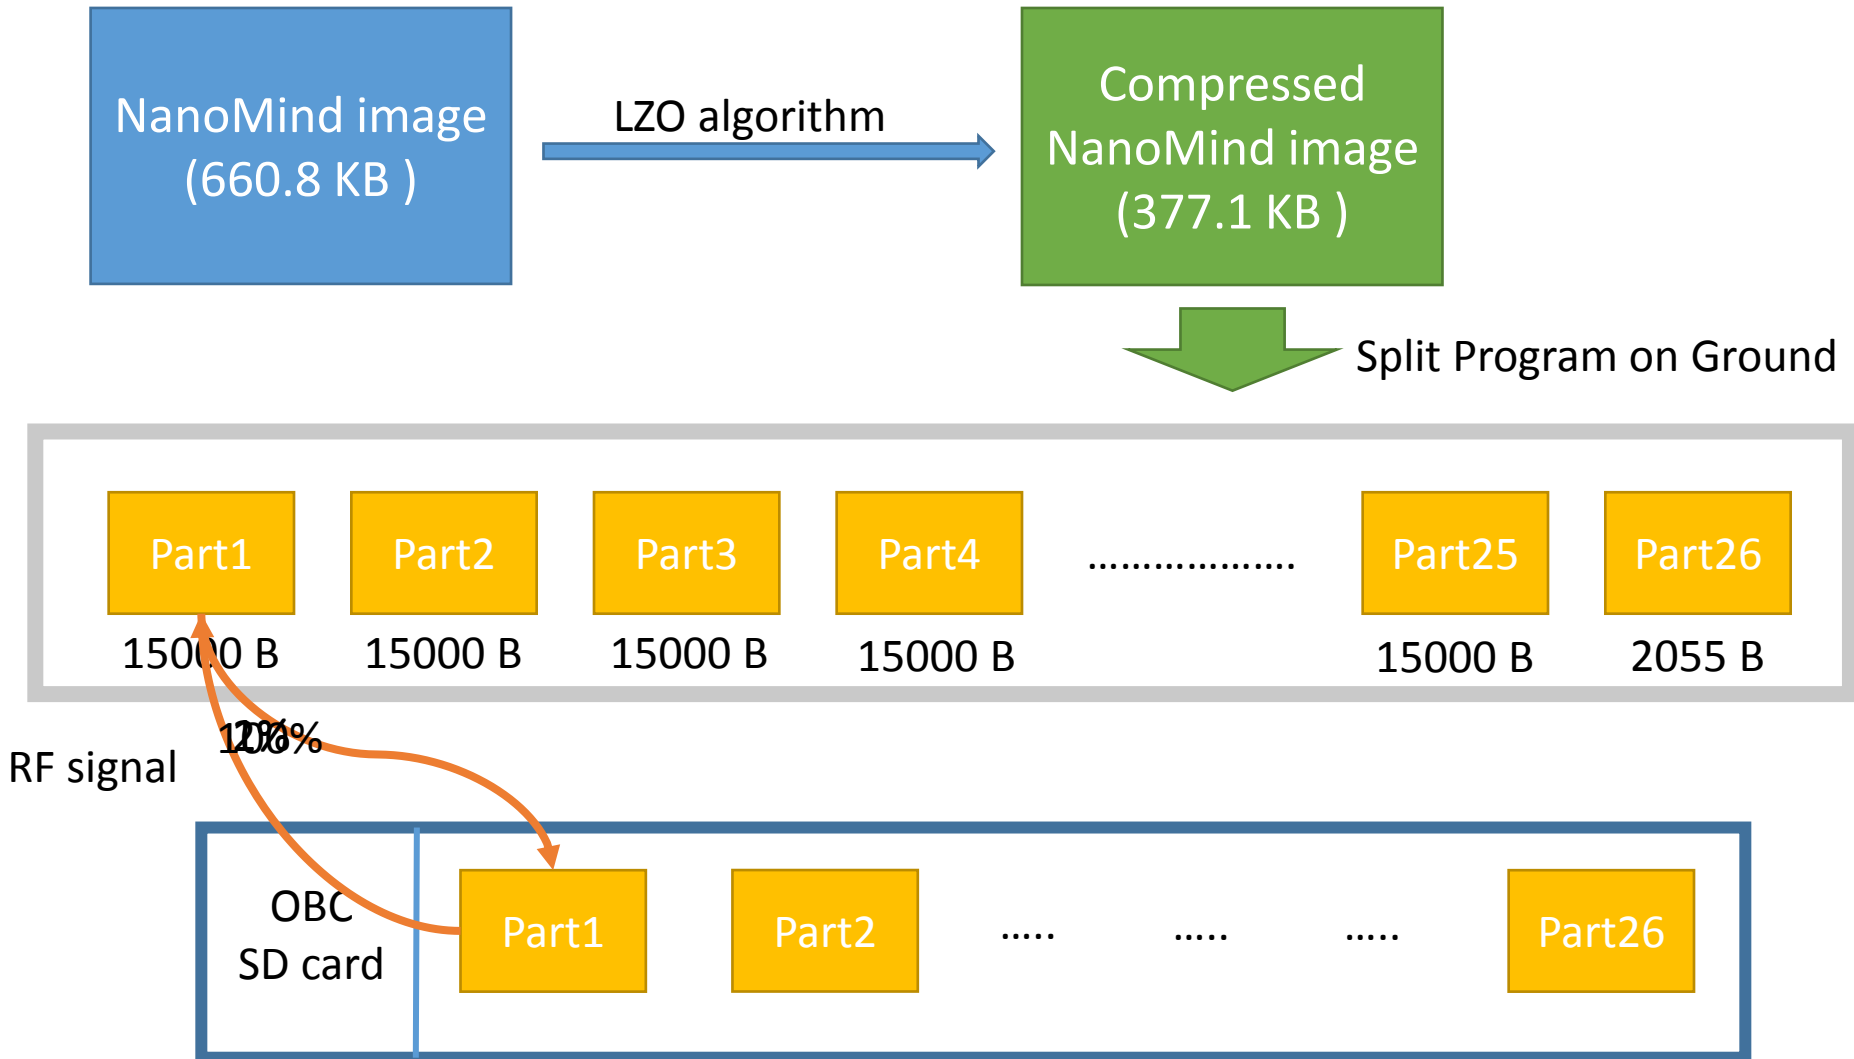 NanoMind image
(660.8 KB )
LZO algorithm
Compressed
NanoMind image
(377.1 KB )
Split Program on Ground
Part1
Part2
Part3
Part4
………………..
Part25
Part26
15000 B
15000 B
15000 B
15000 B
15000 B
2055 B
RF signal
OBC
SD card
Part1
Part2
…..
…..
…..
Part26